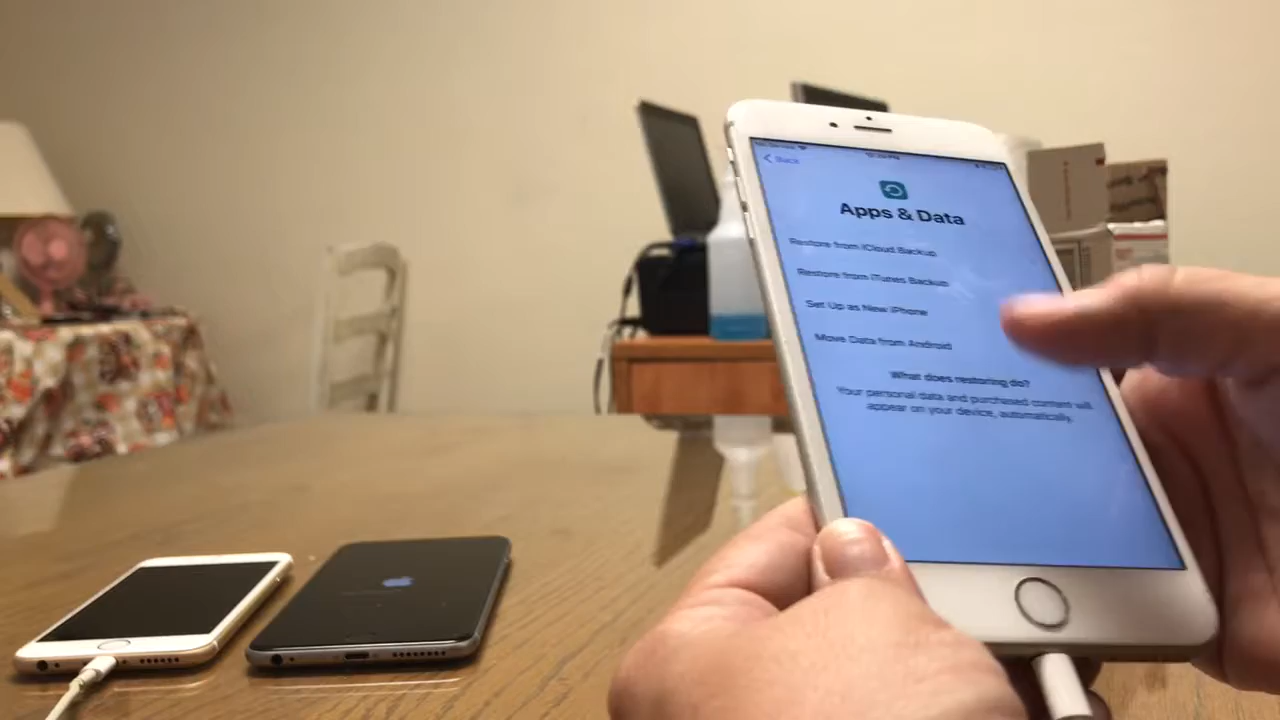 Back
Apps & Data
Restore from iCloud Backup
Restore from iTunes Backup
Set Up as New iPhone
Move Data from Android
What does restoring do?
Your personal data and purchased content will
appear on your device, automatically.